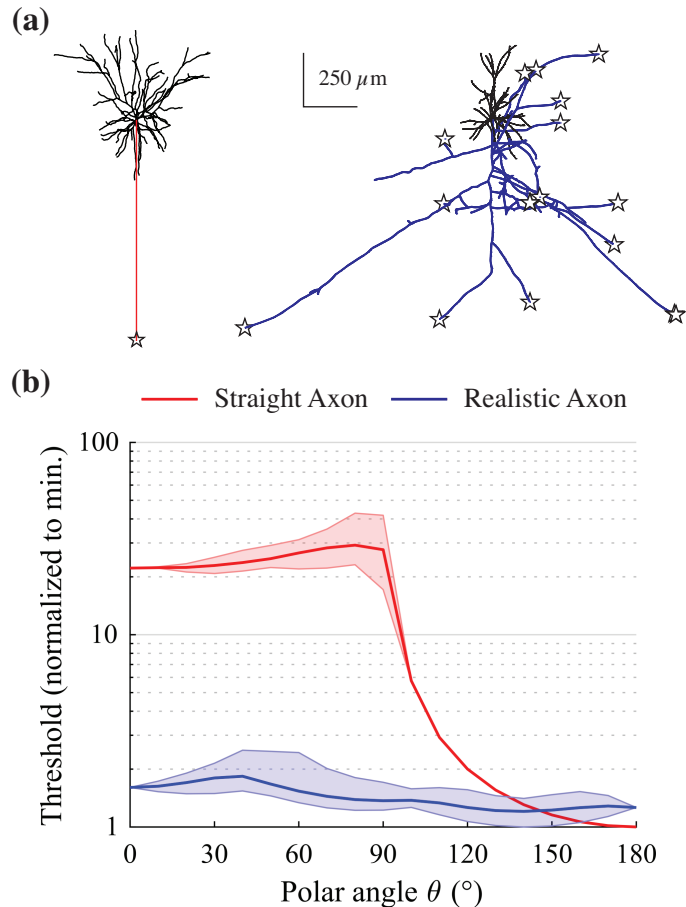 (a)
250 μm
(b)
Straight Axon Realistic Axon
Threshold (normalized to min.)
100
10
1
0 30 60 90 120 150 180
Polar angle θ (°)